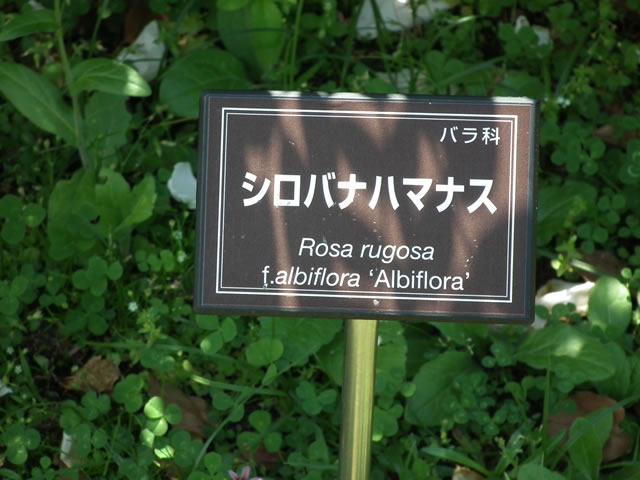 バラ科
シロバナハマナス
Rosa rugosa
f.albiflora ‘Albiflora’